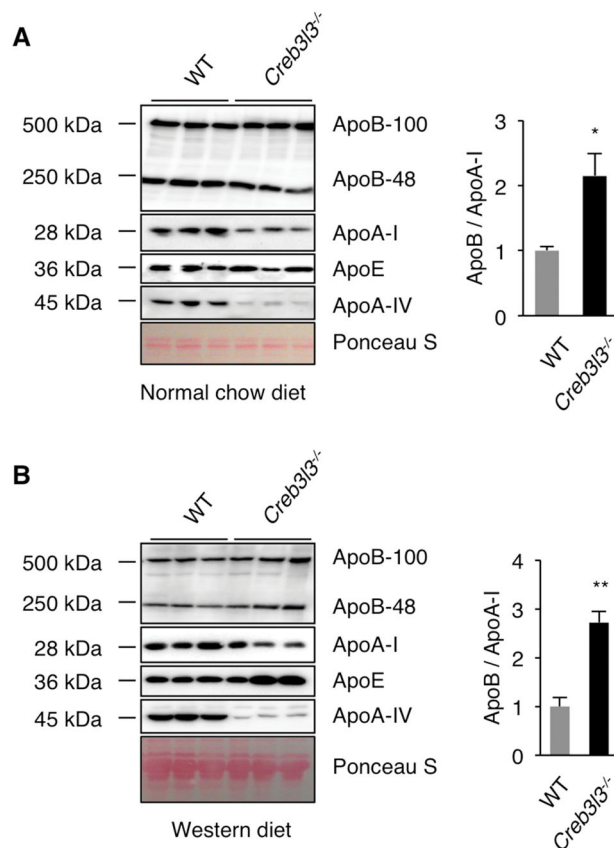 A
WT Creb3l3-/-
500 kDa ApoB-100
250 kDa ApoB-48
28 kDa ApoA-I
36 kDa ApoE
45 kDa ApoA-IV
Ponceau S
Normal chow diet
ApoB / ApoA-I
3
2
1
0
*
WT Creb3l3-/-
B
WT Creb3l3-/-
500 kDa ApoB-100
250 kDa ApoB-48
28 kDa ApoA-I
36 kDa ApoE
45 kDa ApoA-IV
Ponceau S
Western diet
ApoB / ApoA-I
4
3
2
1
0
**
WT Creb3l3-/-